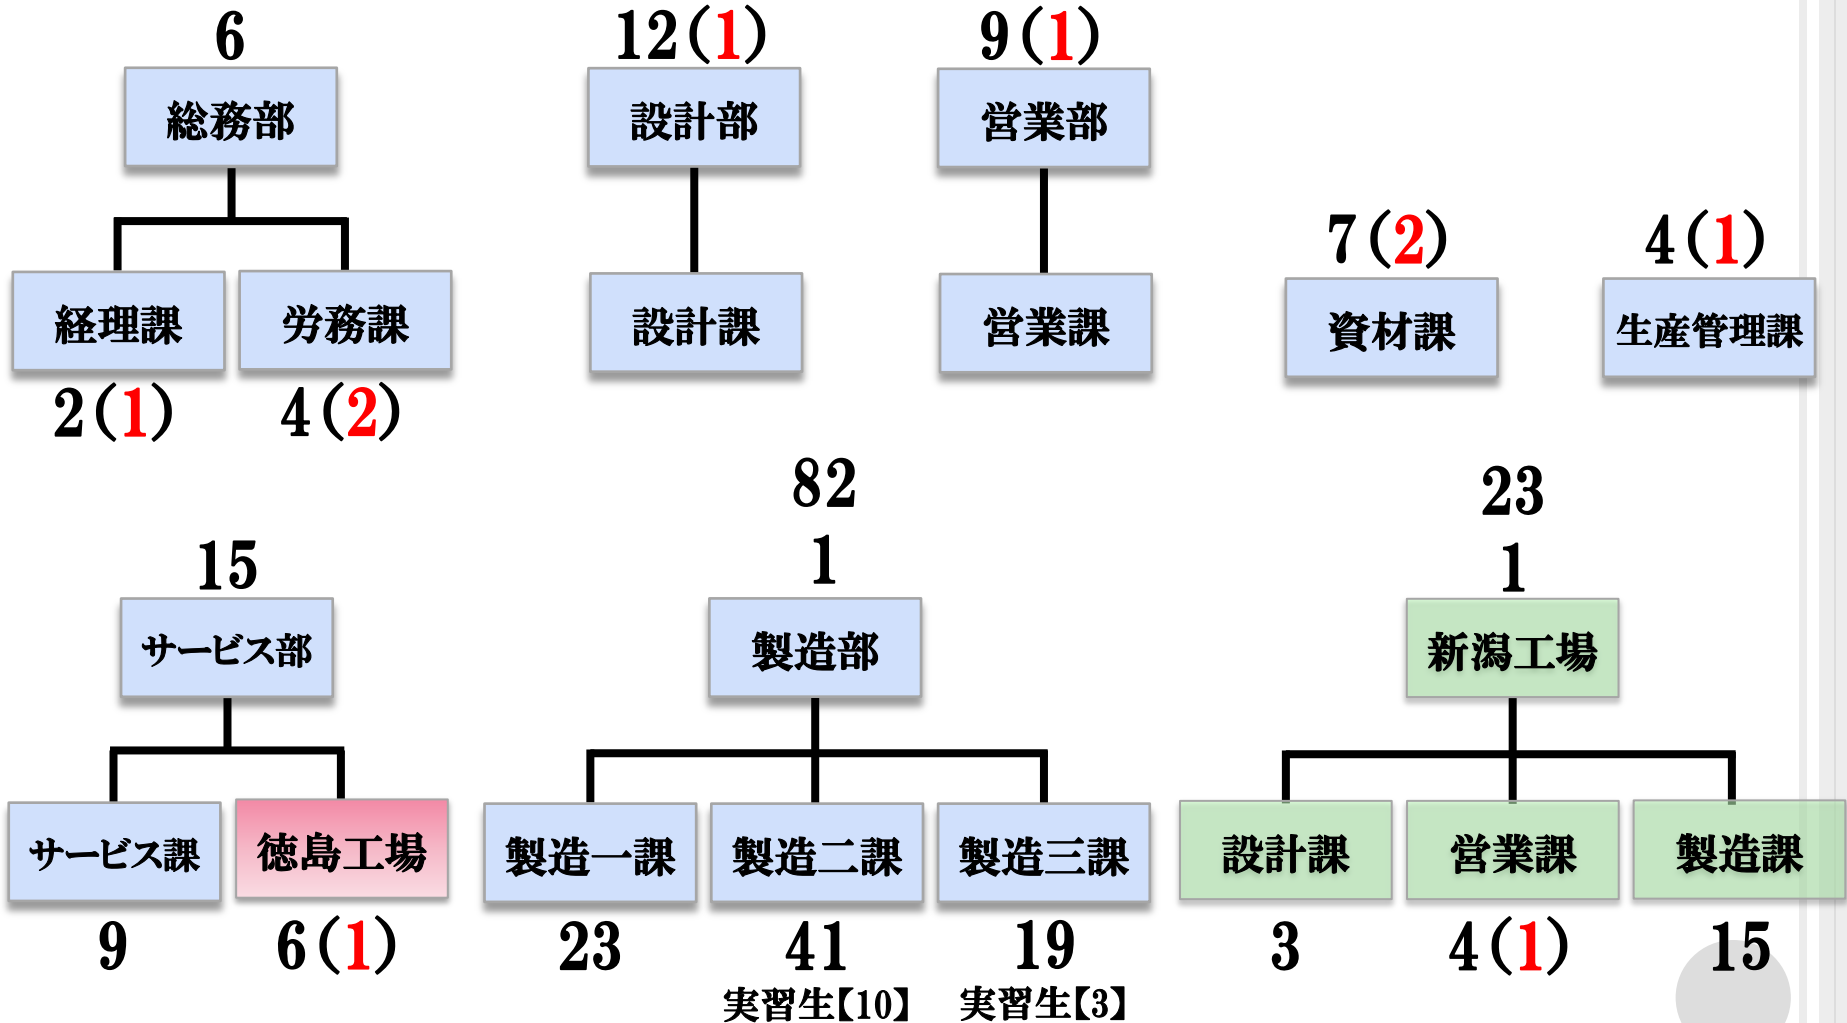 6
総務部
経理課
2(1)
労務課
4(2)
12(1)
設計部
設計課
9(1)
営業部
営業課
7(2)
資材課
4(1)
生産管理課
15
サービス部
サービス課
9
徳島工場
6(1)
82
1
製造部
製造一課
23
製造二課
41
実習生【10】
製造三課
19
実習生【3】
23
1
新潟工場
設計課
3
営業課
4(1)
製造課
15